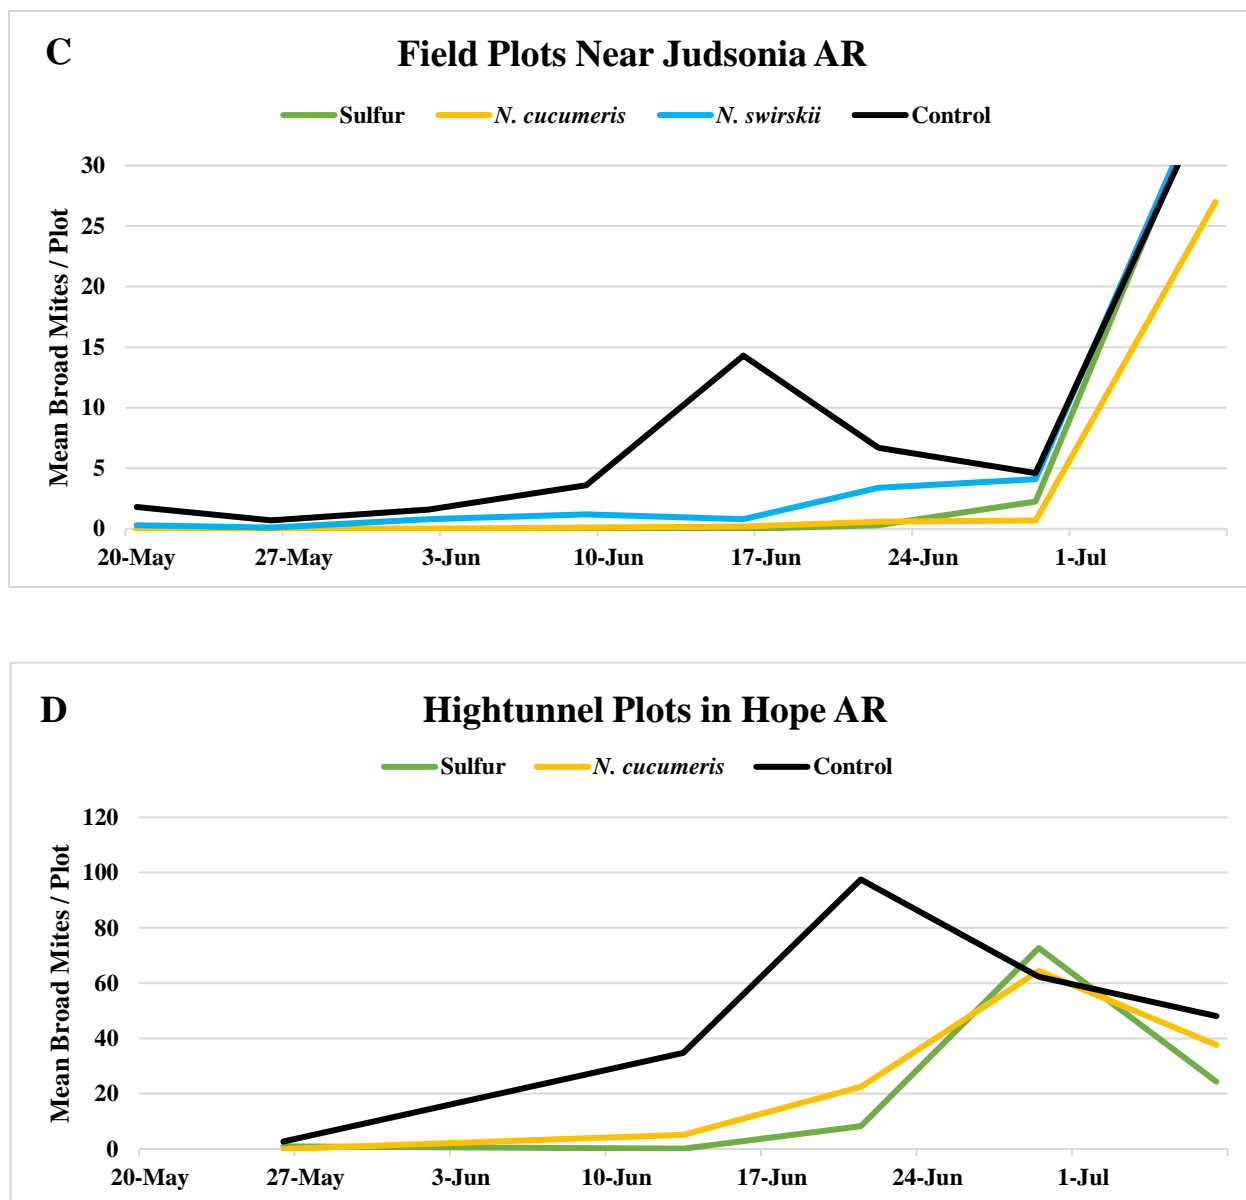 C
Field Plots Near Judsonia AR
Sulfur N. cucumeris N. swirskii Control
Mean Broad Mites / Plot
30
25
20
15
10
5
0
20-May 27-May 3-Jun 10-Jun 17-Jun 24-Jun 1-Jul
D
Hightunnel Plots in Hope AR
Sulfur N. cucumeris Control
Mean Broad Mites / Plot
120
100
80
60
40
20
0
20-May 27-May 3-Jun 10-Jun 17-Jun 24-Jun 1-Jul